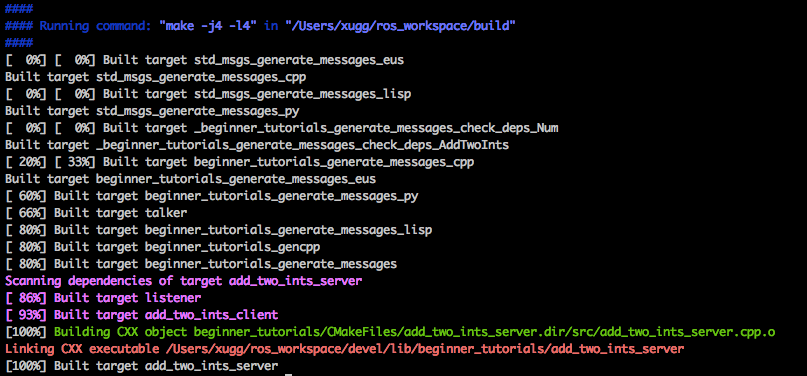 ####
#### Running command: "make -j4 -l4" in "/Users/xugg/ros_workspace/build"
####
[  0%] [  0%] Built target std_msgs_generate_messages_eus
Built target std_msgs_generate_messages_cpp
[  0%] [  0%] Built target std_msgs_generate_messages_lisp
Built target std_msgs_generate_messages_py
[  0%] [  0%] Built target _beginner_tutorials_generate_messages_check_deps_Num
Built target _beginner_tutorials_generate_messages_check_deps_AddTwoInts
[ 20%] [ 33%] Built target beginner_tutorials_generate_messages_cpp
Built target beginner_tutorials_generate_messages_eus
[ 60%] Built target beginner_tutorials_generate_messages_py
[ 66%] Built target talker
[ 80%] Built target beginner_tutorials_generate_messages_lisp
[ 80%] Built target beginner_tutorials_gencpp
[ 80%] Built target beginner_tutorials_generate_messages
Scanning dependencies of target add_two_ints_server
[ 86%] Built target listener
[ 93%] Built target add_two_ints_client
[100%] Building CXX object beginner_tutorials/CMakeFiles/add_two_ints_server.dir/src/add_two_ints_server.cpp.o
Linking CXX executable /Users/xugg/ros_workspace/devel/lib/beginner_tutorials/add_two_ints_server
[100%] Built target add_two_ints_server